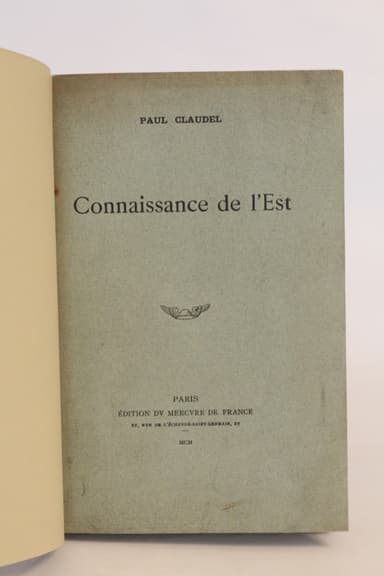 PAUL CLAUDEL
Connaissance de l'Est
PARIS
ÉDITION DV MERCVRE DE FRANCE
XV, RVE DE L'ÉCHAVDÉ-SAINT-GERMAIN, XV
MCM